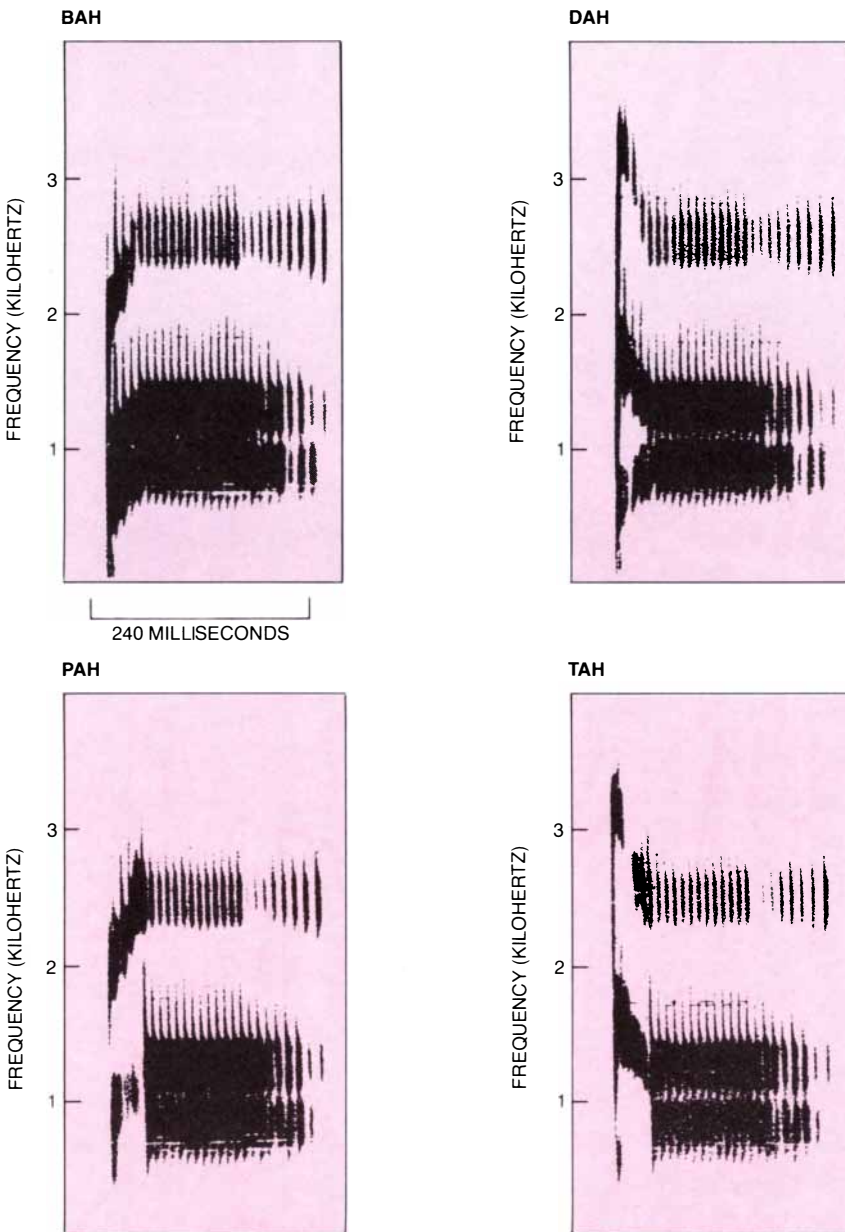 BAH
DAH
FREQUENCY (KILOHERTZ)
3
2
1
FREQUENCY (KILOHERTZ)
3
2
1
240 MILLISECONDS
PAH
TAH
FREQUENCY (KILOHERTZ)
3
2
1
FREQUENCY (KILOHERTZ)
3
2
1